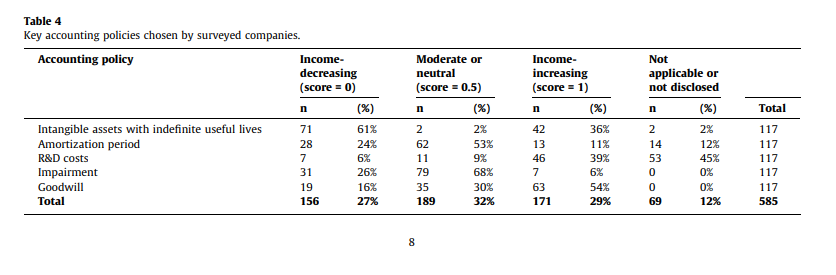 Table 4
Key accounting policies chosen by surveyed companies.
Accounting policy Income- Moderate or Income- Not
decreasing neutral increasing applicable or
(score = 0) (score = 0.5) (score = 1) not disclosed
n (%) n (%) n (%) n (%) Total
Intangible assets with indefinite useful lives 71 61% 2 2% 42 36% 2 2% 117
Amortization period 28 24% 62 53% 13 11% 14 12% 117
R&D costs 7 6% 11 9% 46 39% 53 45% 117
Impairment 31 26% 79 68% 7 6% 0 0% 117
Goodwill 19 16% 35 30% 63 54% 0 0% 117
Total 156 27% 189 32% 171 29% 69 12% 585
8